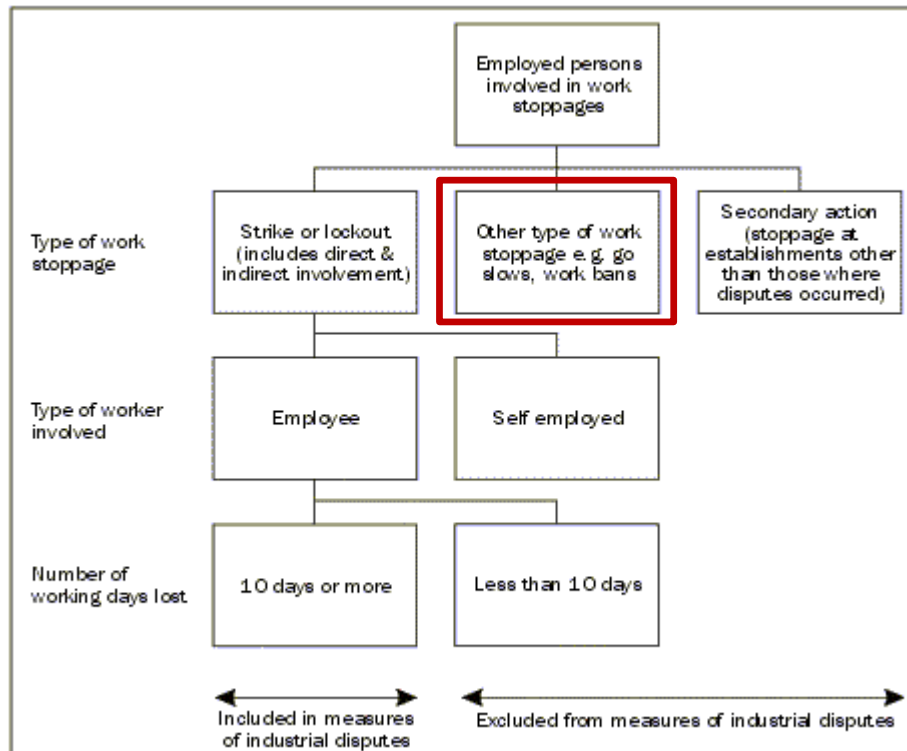 Employed persons
involved in work
stoppages
Type of work
stoppage
Strike or lockout
(includes direct &
indirect involvement)
Other type of work
stoppage e.g. go
slows, work bans
Secondary action
(stoppage at
establishments other
than those where
disputes occurred)
Type of worker
involved
Employee
Self employed
Number of
working days lost
10 days or more
Less than 10 days
Included in measures
of industrial disputes
Excluded from measures of industrial disputes